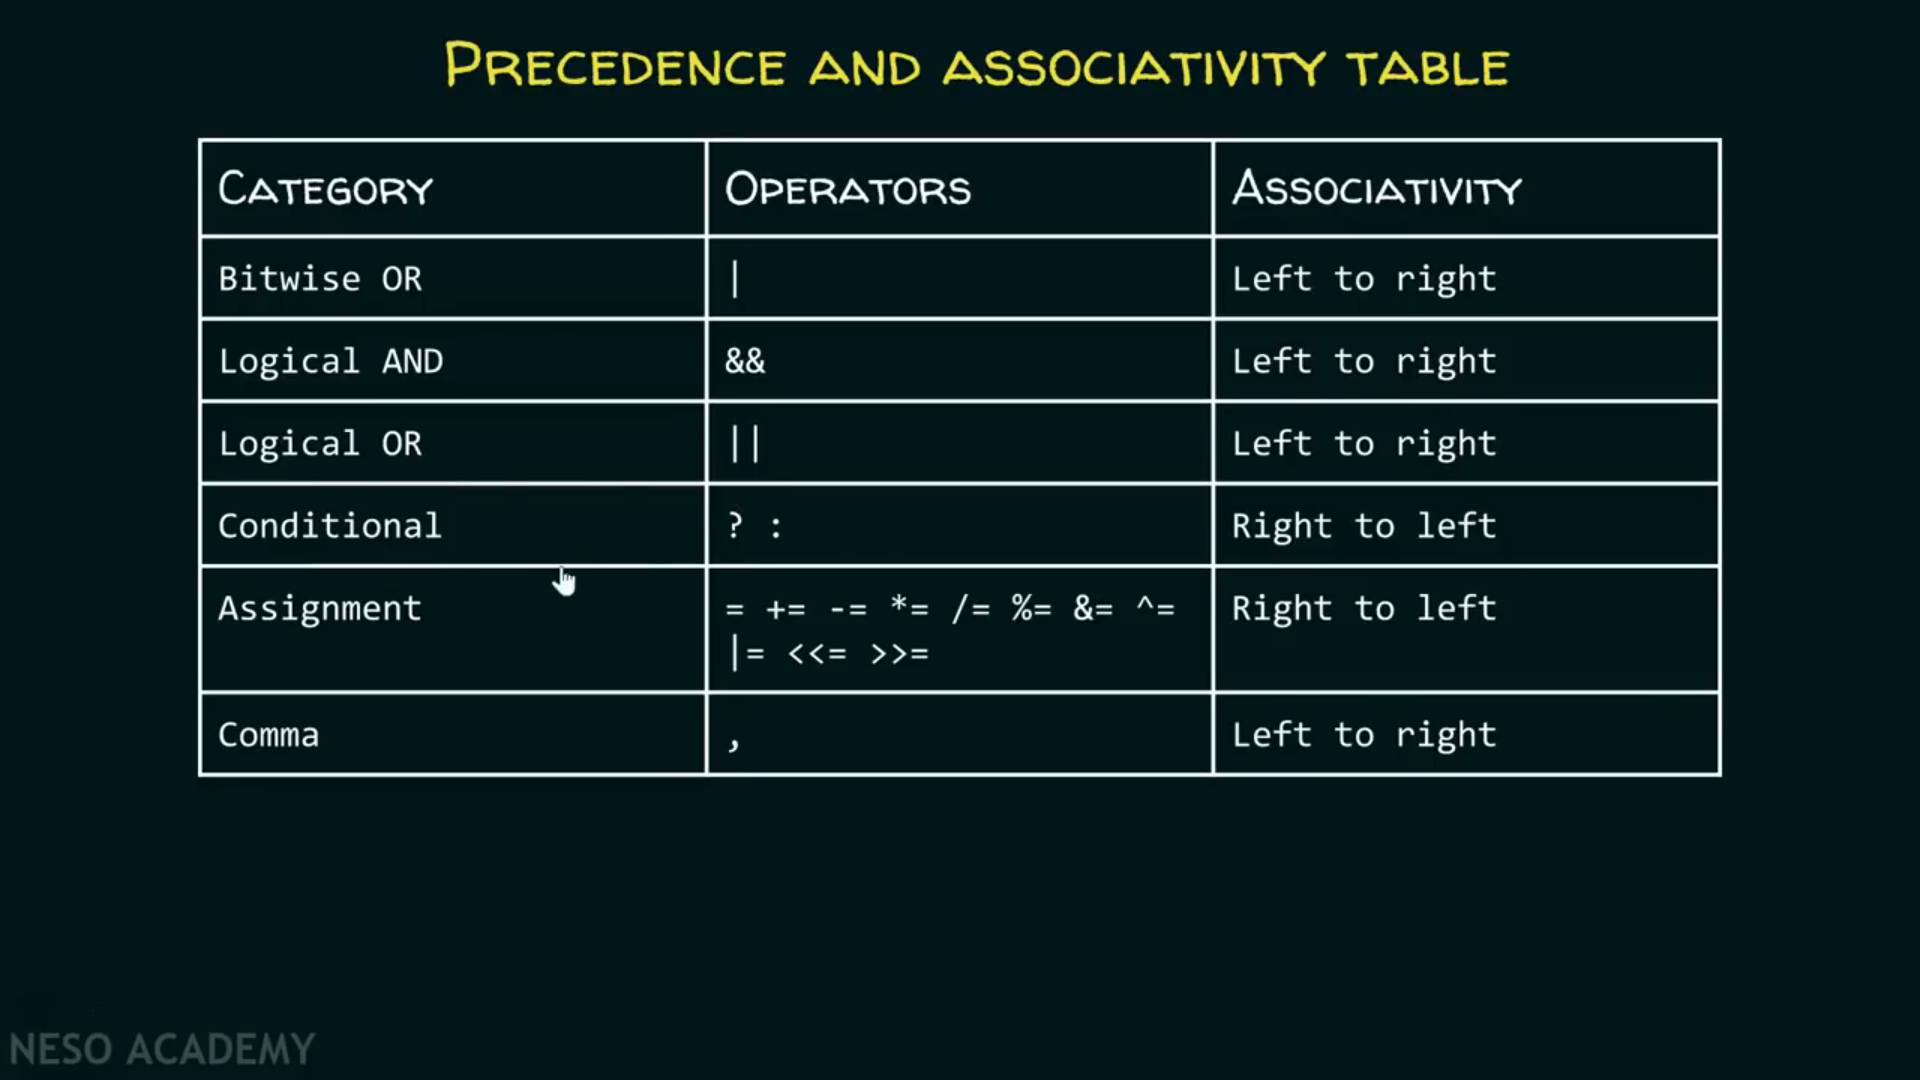 PRECEDENCE AND ASSOCIATIVITY TABLE
CATEGORY OPERATORS ASSOCIATIVITY
Bitwise OR | Left to right
Logical AND && Left to right
Logical OR || Left to right
Conditional ? : Right to left
Assignment = += -= *= /= %= &= ^= Right to left
|= <<= >>=
Comma , Left to right
NESO ACADEMY